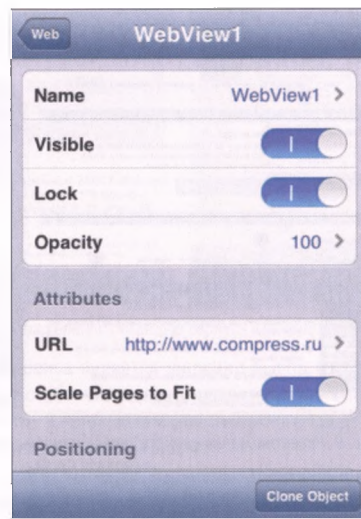 Web WebView1
Name WebView1 >
Visible
Lock
Opacity 100 >
Attributes
URL http://www.compress.ru >
Scale Pages to Fit
Positioning
Clone Object